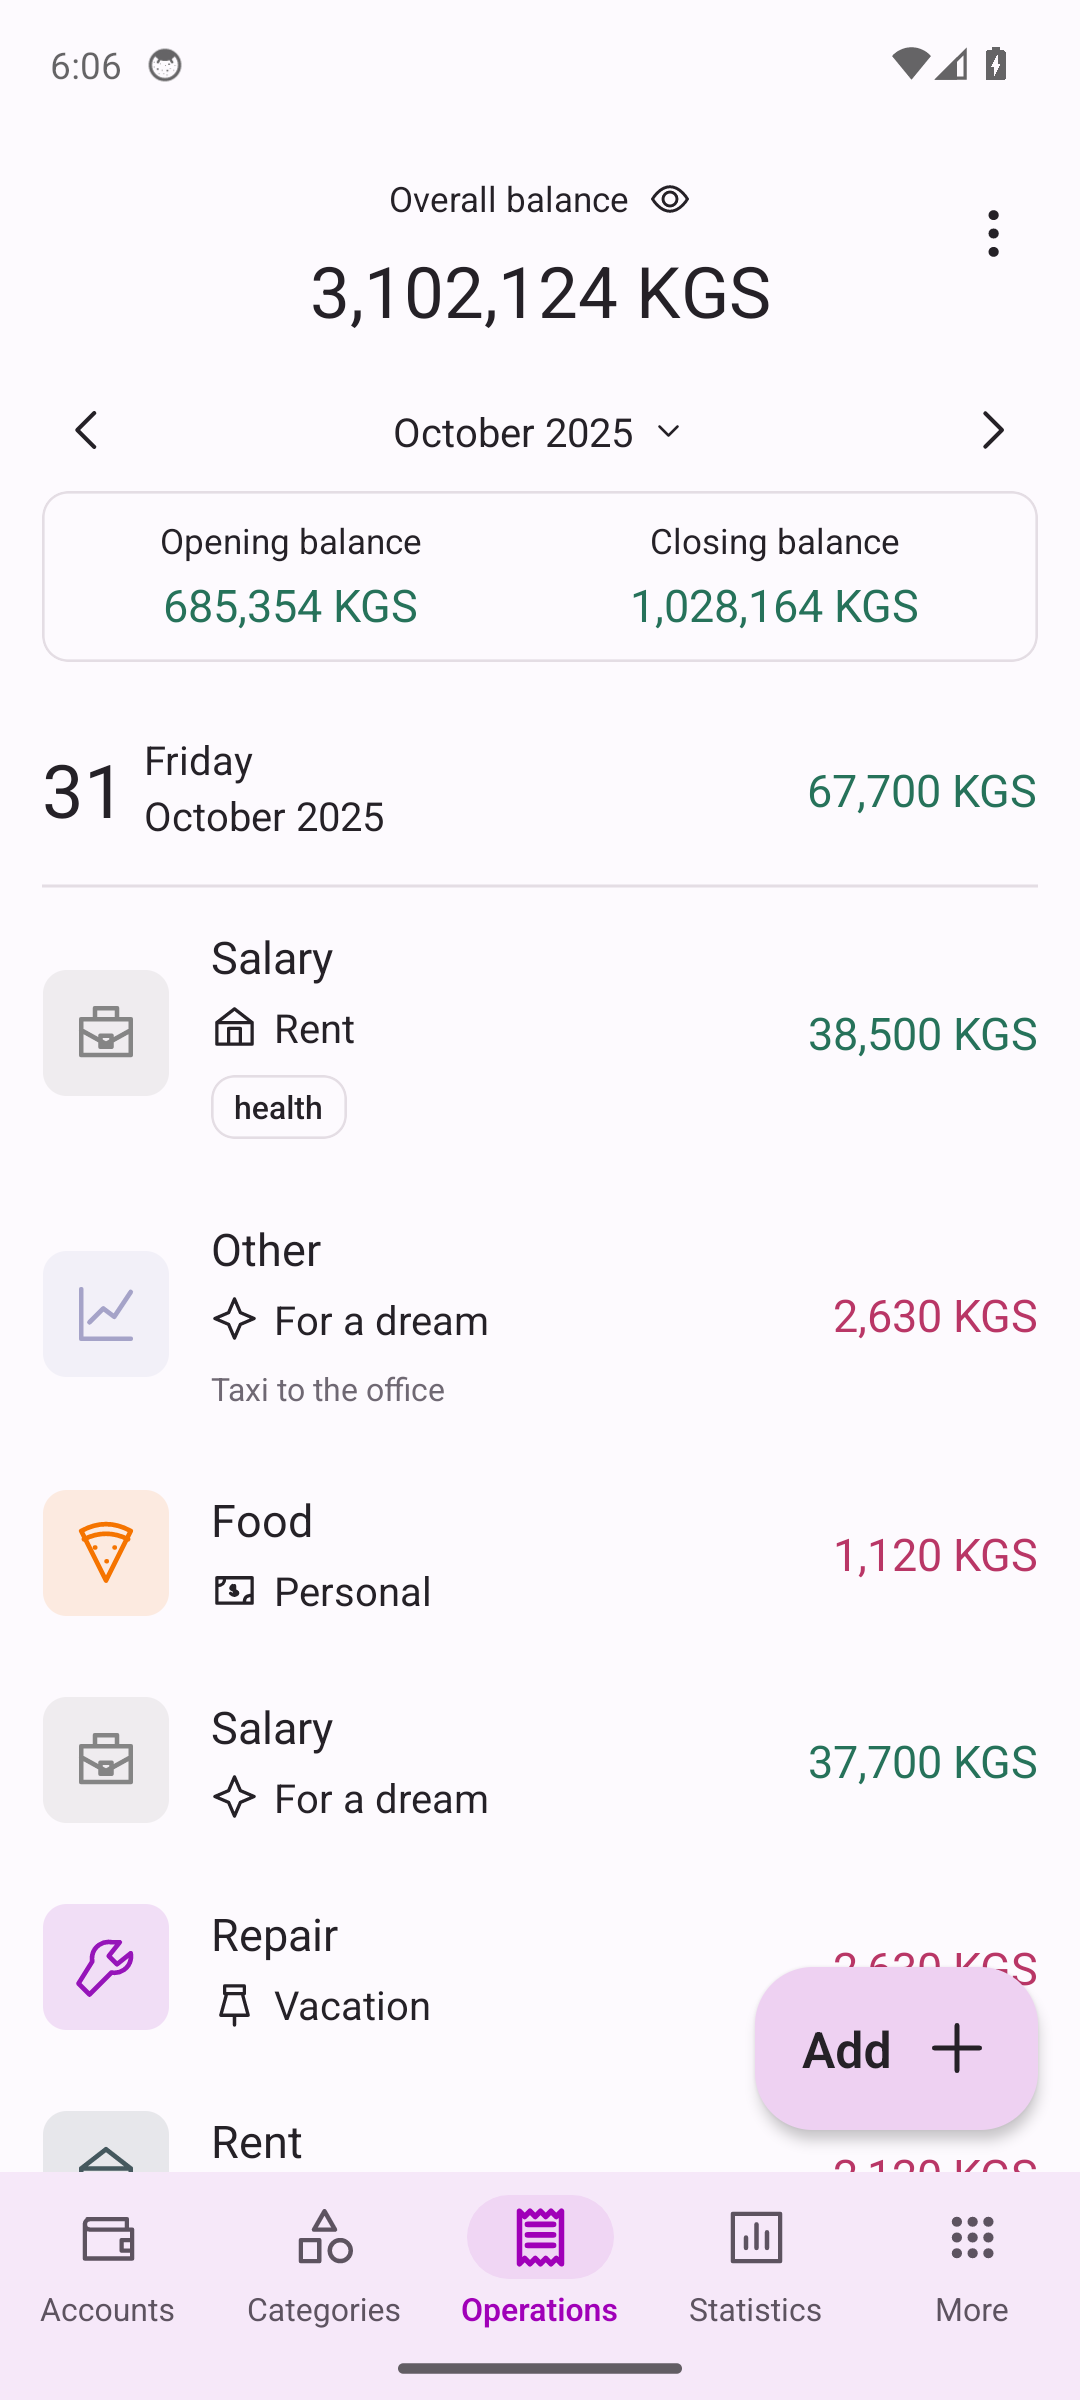 6:06
Overall balance
3,102,124 KGS
October 2025
Opening balance
Closing balance
685,354 KGS
1,028,164 KGS
31
Friday
October 2025
67,700 KGS
Salary
Rent
38,500 KGS
health
Other
For a dream
2,630 KGS
Taxi to the office
Food
Personal
1,120 KGS
Salary
For a dream
37,700 KGS
Repair
Vacation
KGS
Add
Rent
KGS
Accounts
Categories
Operations
Statistics
More